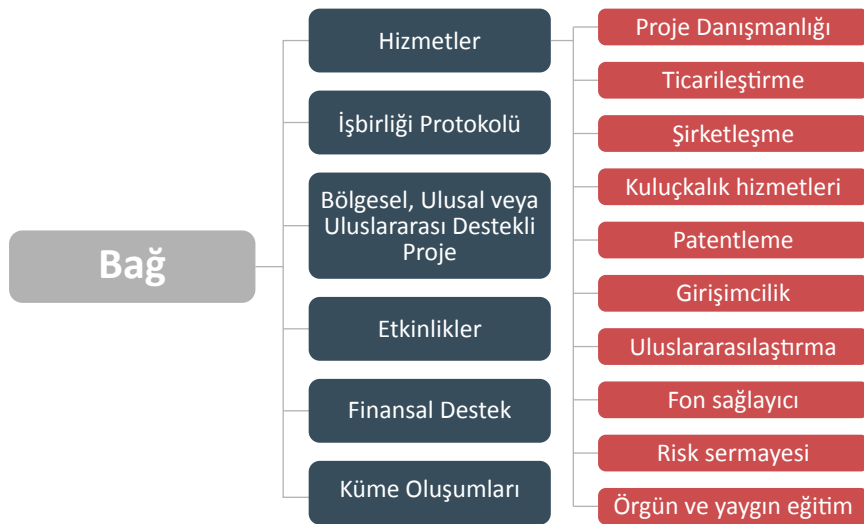 Bağ
Hizmetler
İşbirliği Protokolü
Bölgesel, Ulusal veya
Uluslararası Destekli
Proje
Etkinlikler
Finansal Destek
Küme Oluşumları
Proje Danışmanlığı
Ticarileştirme
Şirketleşme
Kuluçkalık hizmetleri
Patentleme
Girişimcilik
Uluslararasılaştırma
Fon sağlayıcı
Risk sermayesi
Örgün ve yaygın eğitim